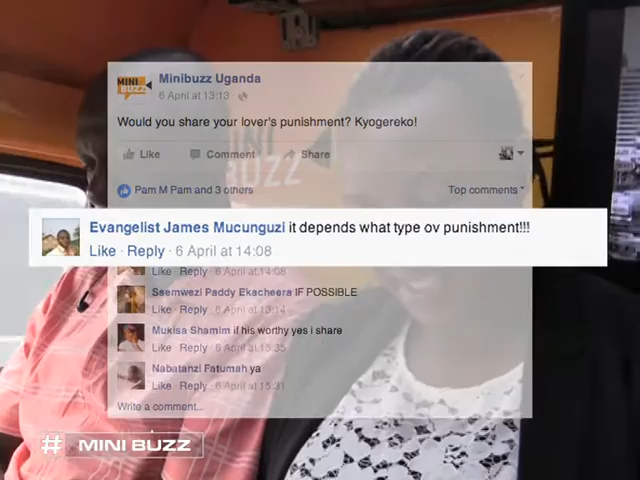 MINI BUZZ
Minibuzz Uganda
6 April at 13:13
Would you share your lover's punishment? Kyogereko!
Like Comment Share
MINI
BUZZ
Pam M Pam and 3 others Top comments
Evangelist James Mucunguzi it depends what type ov punishment!!!
Like · Reply · 6 April at 14:08
Like · Reply · 6 April at 14:08
Ssemwezi Paddy Ekacheera IF POSSIBLE
Like · Reply · 6 April at 13:14
Mukisa Shamim if his worthy yes i share
Like · Reply · 6 April at 15:35
Nabatanzi Fatumah ya
Like · Reply · 6 April at 15:31
Write a comment...
# MINI BUZZ